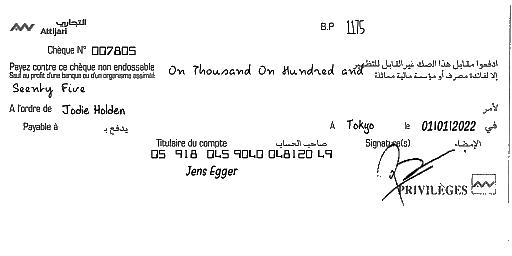 التجاري
Attijari
B.P 1175
Chèque N° 007805
Payez contre ce chèque non endossable
ادفعوا مقابل هذا الصك غير القابل للتظهير
Sauf au profit d'une banque ou d'un organisme assimilé
إلا لفائدة مصرف أو مؤسسة مالية مماثلة
On Thousand On Hundred and
Seenty Five
A l'ordre de Jodie Holden لأمر
Payable à يدفع بـ A Tokyo le 01/01/2022 في
Titulaire du compte صاحب الحساب Signature(s) الإمضاء
05 918 045 9040 048120 49
Jens Egger
PRIVILÈGES